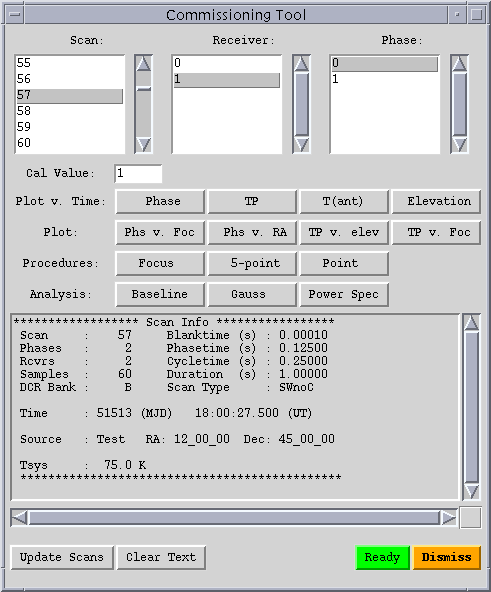 Commissioning Tool
Scan: Receiver: Phase:
55 0 0
56 1 1
57
58
59
60
Cal Value: 1
Plot v. Time: Phase TP T(ant) Elevation
Plot: Phs v. Foc Phs v. RA TP v. elev TP v. Foc
Procedures: Focus 5-point Point
Analysis: Baseline Gauss Power Spec
****************** Scan Info *****************
Scan : 57 Blanktime (s) : 0.00010
Phases : 2 Phasetime (s) : 0.12500
Rcvrs : 2 Cycletime (s) : 0.25000
Samples : 60 Duration (s) : 1.00000
DCR Bank : B Scan Type : SWnoC
Time : 51513 (MJD) 18:00:27.500 (UT)
Source : Test RA: 12_00_00 Dec: 45_00_00
Tsys : 75.0 K
**********************************************
Update Scans Clear Text Ready Dismiss